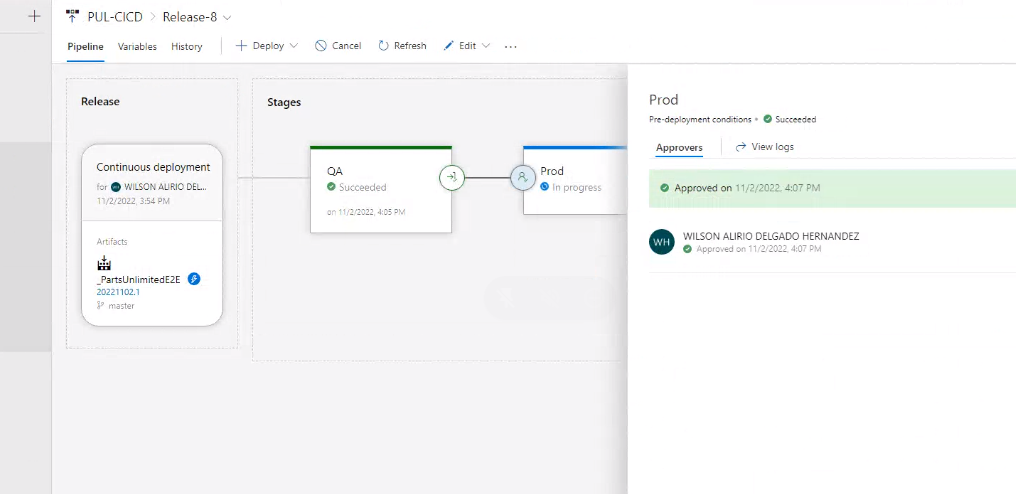 PUL-CICD > Release-8
Pipeline Variables History + Deploy Cancel Refresh Edit ...
Release
Continuous deployment
for WILSON ALIRIO DEL...
11/2/2022, 3:54 PM
Artifacts
_PartsUnlimitedE2E
20221102.1
master
Stages
QA
Succeeded
on 11/2/2022, 4:05 PM
Prod
In progress
Prod
Pre-deployment conditions • Succeeded
Approvers View logs
Approved on 11/2/2022, 4:07 PM
WH
WILSON ALIRIO DELGADO HERNANDEZ
Approved on 11/2/2022, 4:07 PM